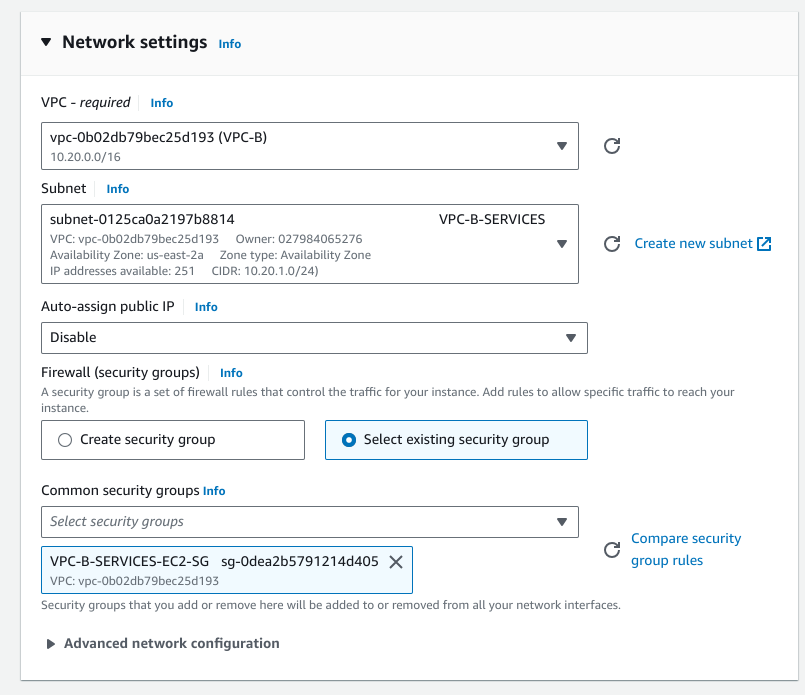 Network settings Info
VPC - required Info
vpc-0b02db79bec25d193 (VPC-B)
10.20.0.0/16
Subnet Info
subnet-0125ca0a2197b8814 VPC-B-SERVICES
VPC: vpc-0b02db79bec25d193 Owner: 027984065276
Availability Zone: us-east-2a Zone type: Availability Zone
IP addresses available: 251 CIDR: 10.20.1.0/24)
Create new subnet
Auto-assign public IP Info
Disable
Firewall (security groups) Info
A security group is a set of firewall rules that control the traffic for your instance. Add rules to allow specific traffic to reach your
instance.
Create security group
Select existing security group
Common security groups Info
Select security groups
VPC-B-SERVICES-EC2-SG sg-0dea2b5791214d405
VPC: vpc-0b02db79bec25d193
Compare security
group rules
Security groups that you add or remove here will be added to or removed from all your network interfaces.
Advanced network configuration